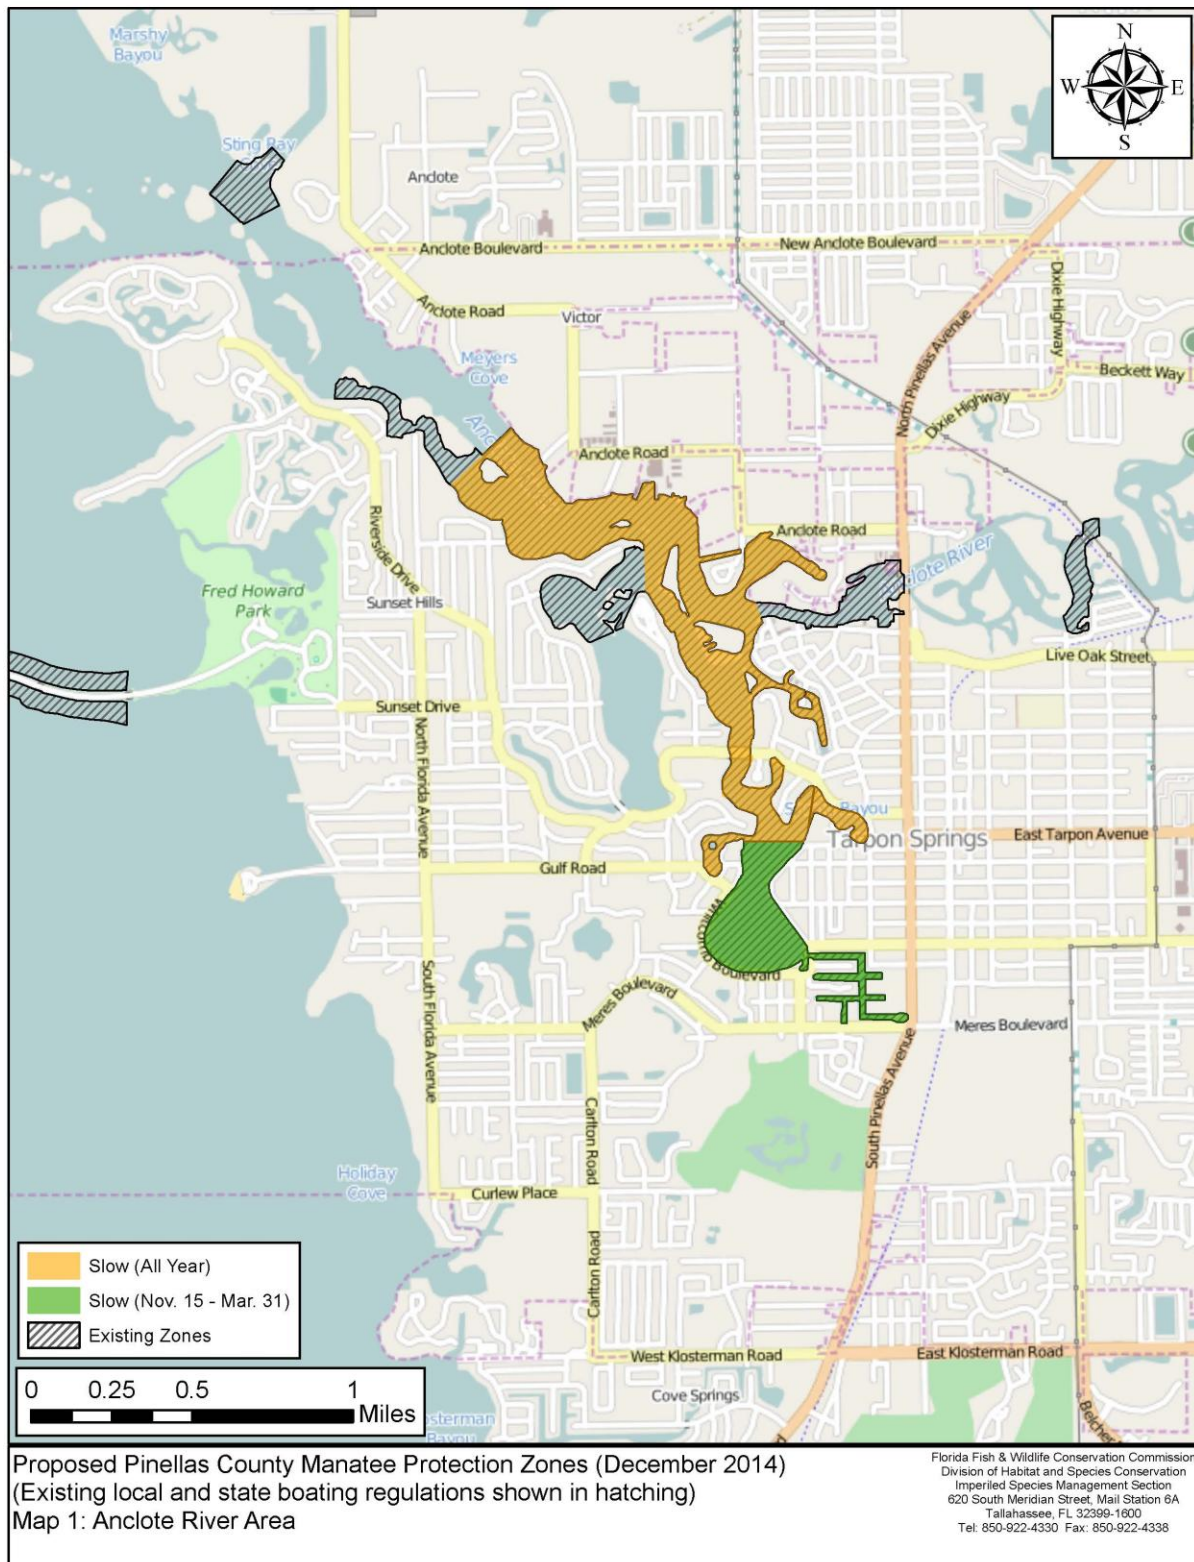 Marshy
Bayou
N
W
E
S
Sting Ray
Anclote
Anclote Boulevard
New Anclote Boulevard
Dixie Highway
Anclote Road
Victor
Meyers
Cove
North Pinellas Avenue
Beckett Way
Dixie Highway
Anclote Road
Anclote Road
Riverside Drive
Fred Howard
Park
Sunset Hills
Live Oak Street
Sunset Drive
North Florida Avenue
Bayou
Tarpon Springs
East Tarpon Avenue
Gulf Road
Boulevard
South Florida Avenue
Meres Boulevard
Meres Boulevard
South Pinellas Avenue
Carlton Road
Holiday
Cove
Curlew Place
Carlton Road
Slow (All Year)
Slow (Nov. 15 - Mar. 31)
Existing Zones
West Klosterman Road
East Klosterman Road
Cove Springs
0 0.25 0.5 1
Miles
Bayou
Proposed Pinellas County Manatee Protection Zones (December 2014)
(Existing local and state boating regulations shown in hatching)
Map 1: Anclote River Area
Florida Fish & Wildlife Conservation Commission
Division of Habitat and Species Conservation
Imperiled Species Management Section
620 South Meridian Street, Mail Station 6A
Tallahassee, FL 32399-1600
Tel: 850-922-4330 Fax: 850-922-4338